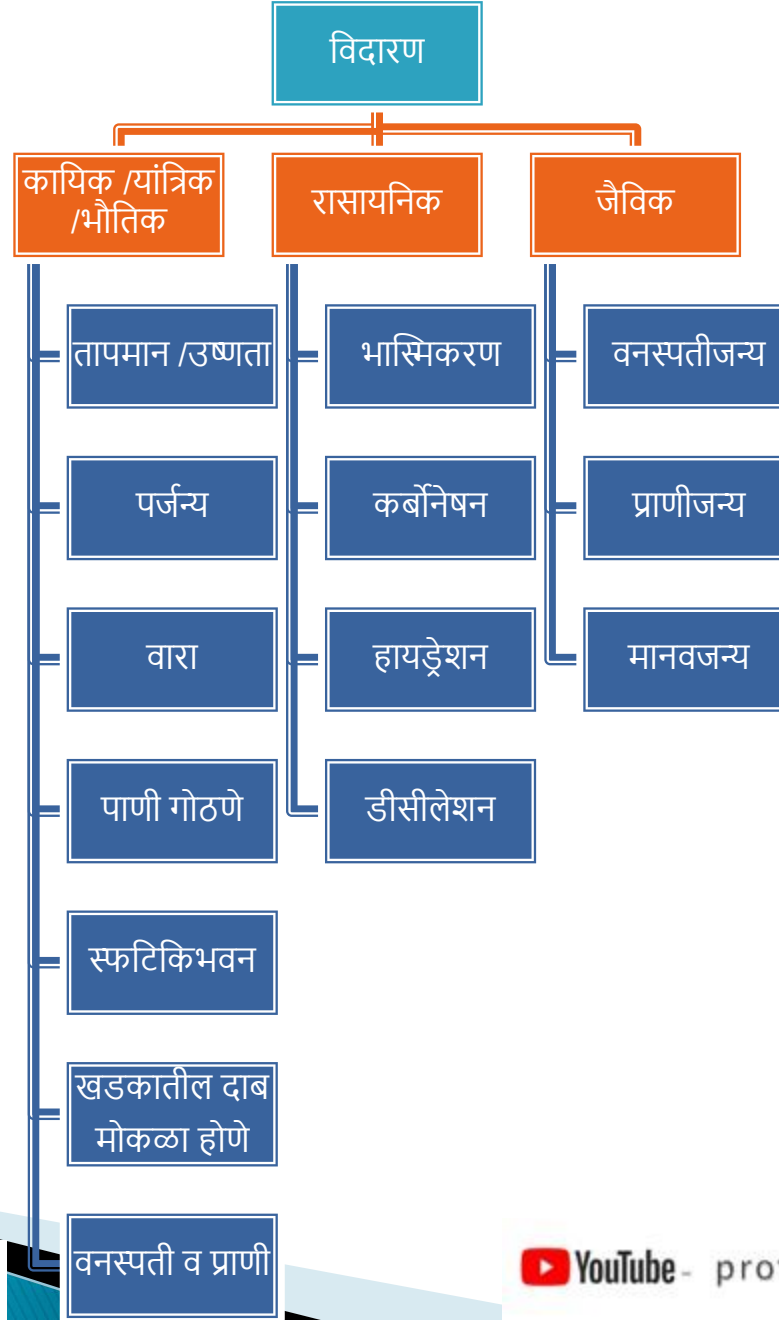 विदारण
कायिक /यांत्रिक
/भौतिक
तापमान /उष्णता
पर्जन्य
वारा
पाणी गोठणे
स्फटिकिभवन
खडकातील दाब
मोकळा होणे
वनस्पती व प्राणी
रासायनिक
भास्मिकरण
कर्बोनेषन
हायड्रेशन
डीसीलेशन
जैविक
वनस्पतीजन्य
प्राणीजन्य
मानवजन्य
YouTube -